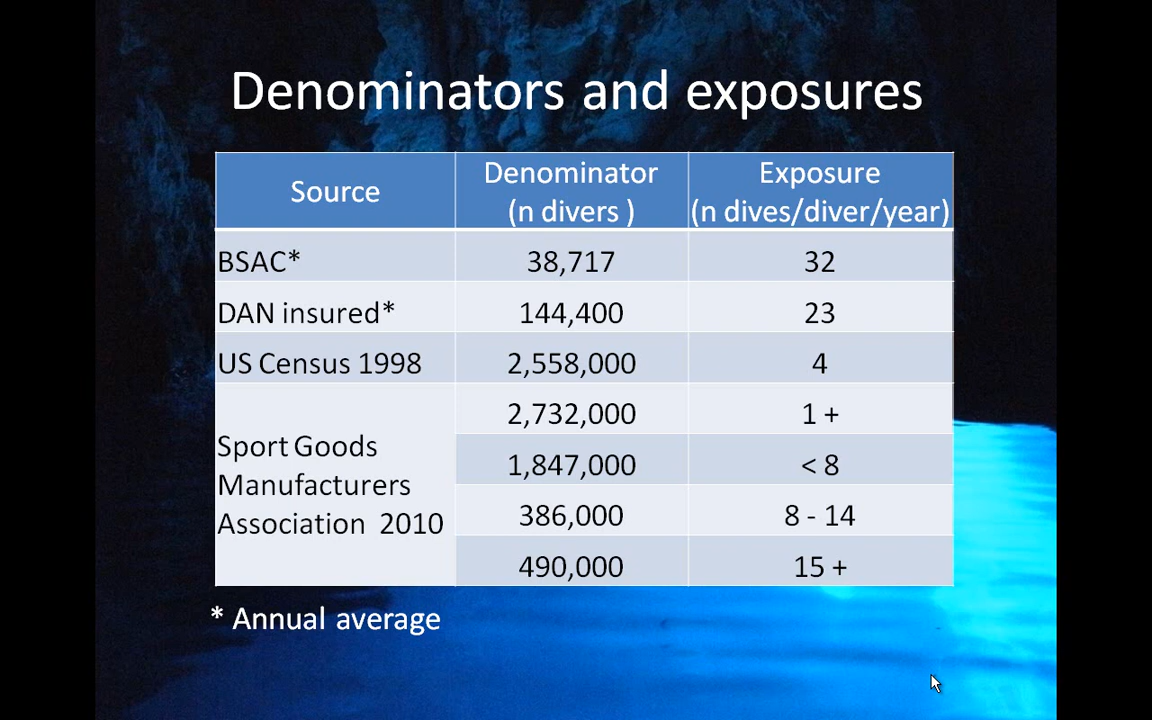 Denominators and exposures
Source
Denominator
(n divers )
Exposure
(n dives/diver/year)
BSAC* 38,717 32
DAN insured* 144,400 23
US Census 1998 2,558,000 4
Sport Goods
Manufacturers
Association 2010
2,732,000 1 +
1,847,000 < 8
386,000 8 - 14
490,000 15 +
* Annual average